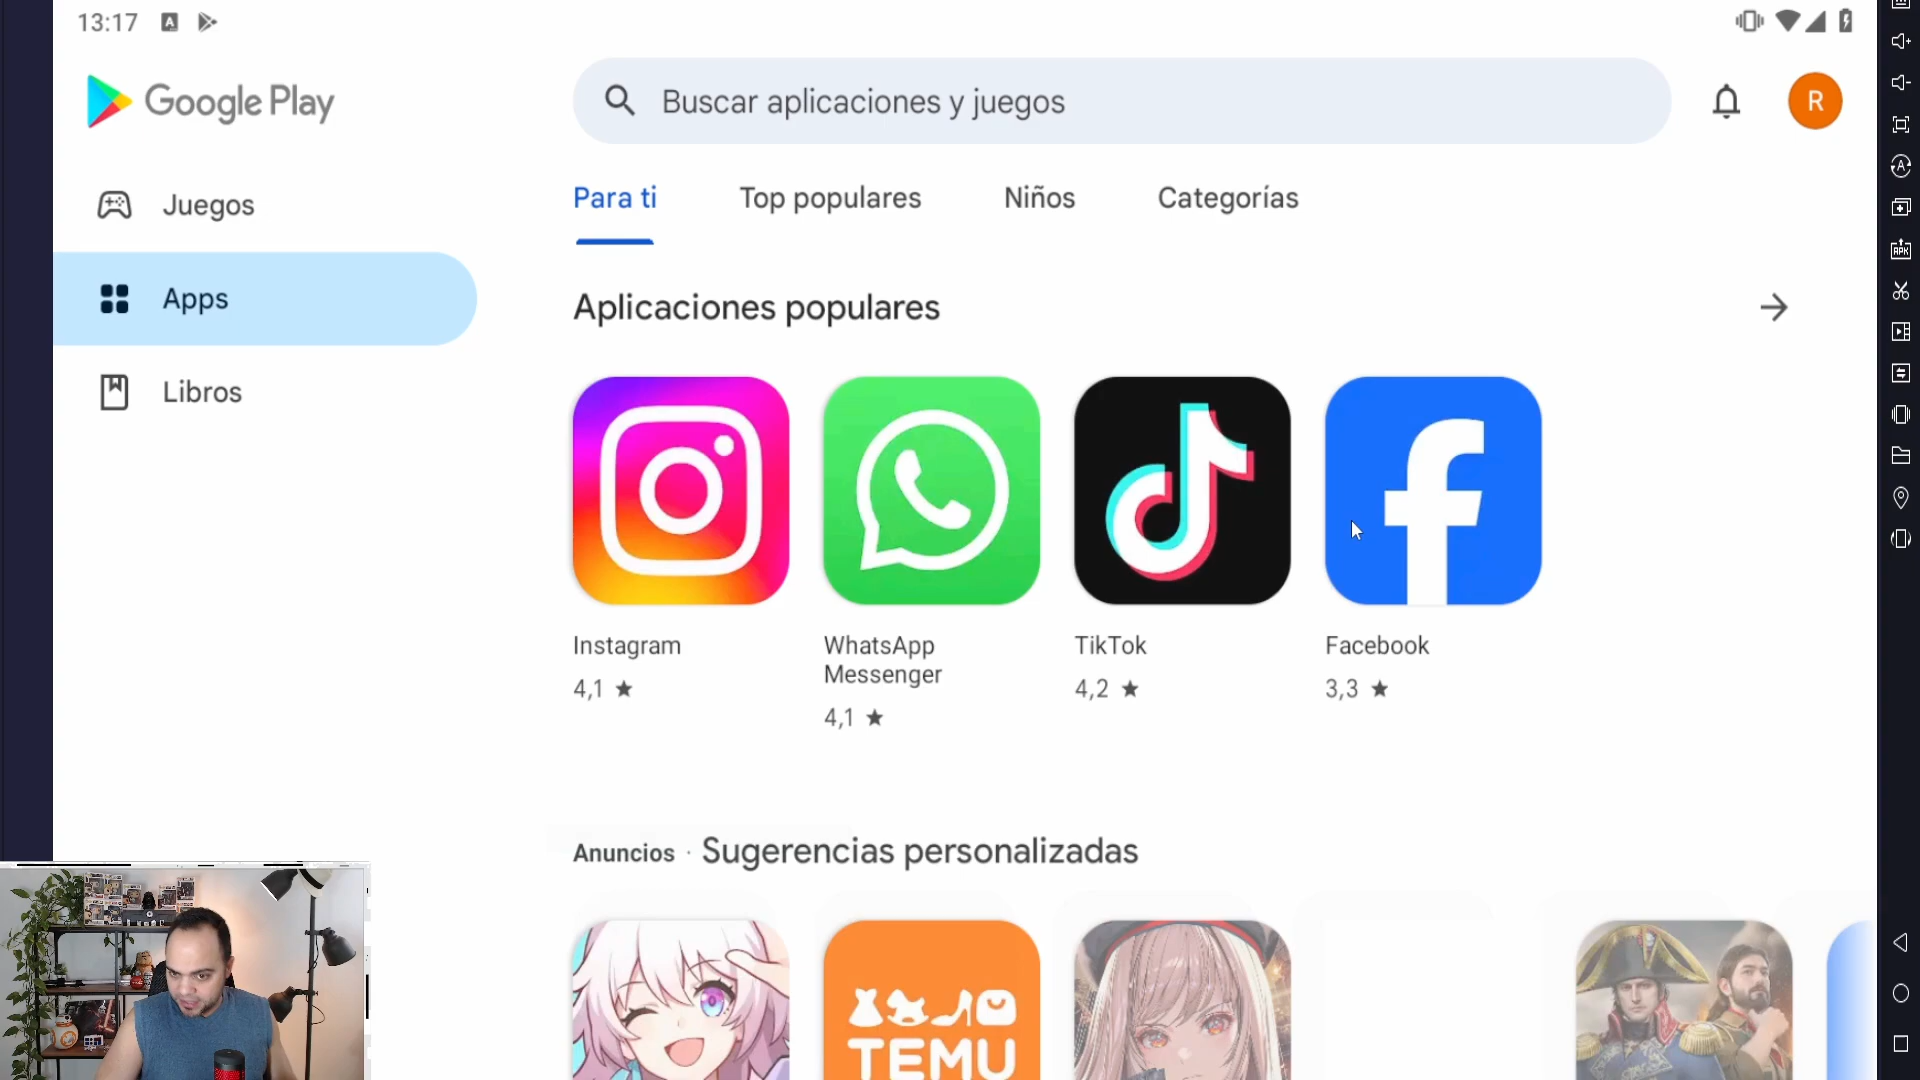 13:17
Google Play
Buscar aplicaciones y juegos
R
Juegos
Apps
Libros
Para ti
Top populares
Niños
Categorías
Aplicaciones populares
Instagram
4,1 ★
WhatsApp
Messenger
4,1 ★
TikTok
4,2 ★
Facebook
3,3 ★
Anuncios · Sugerencias personalizadas
TEMU